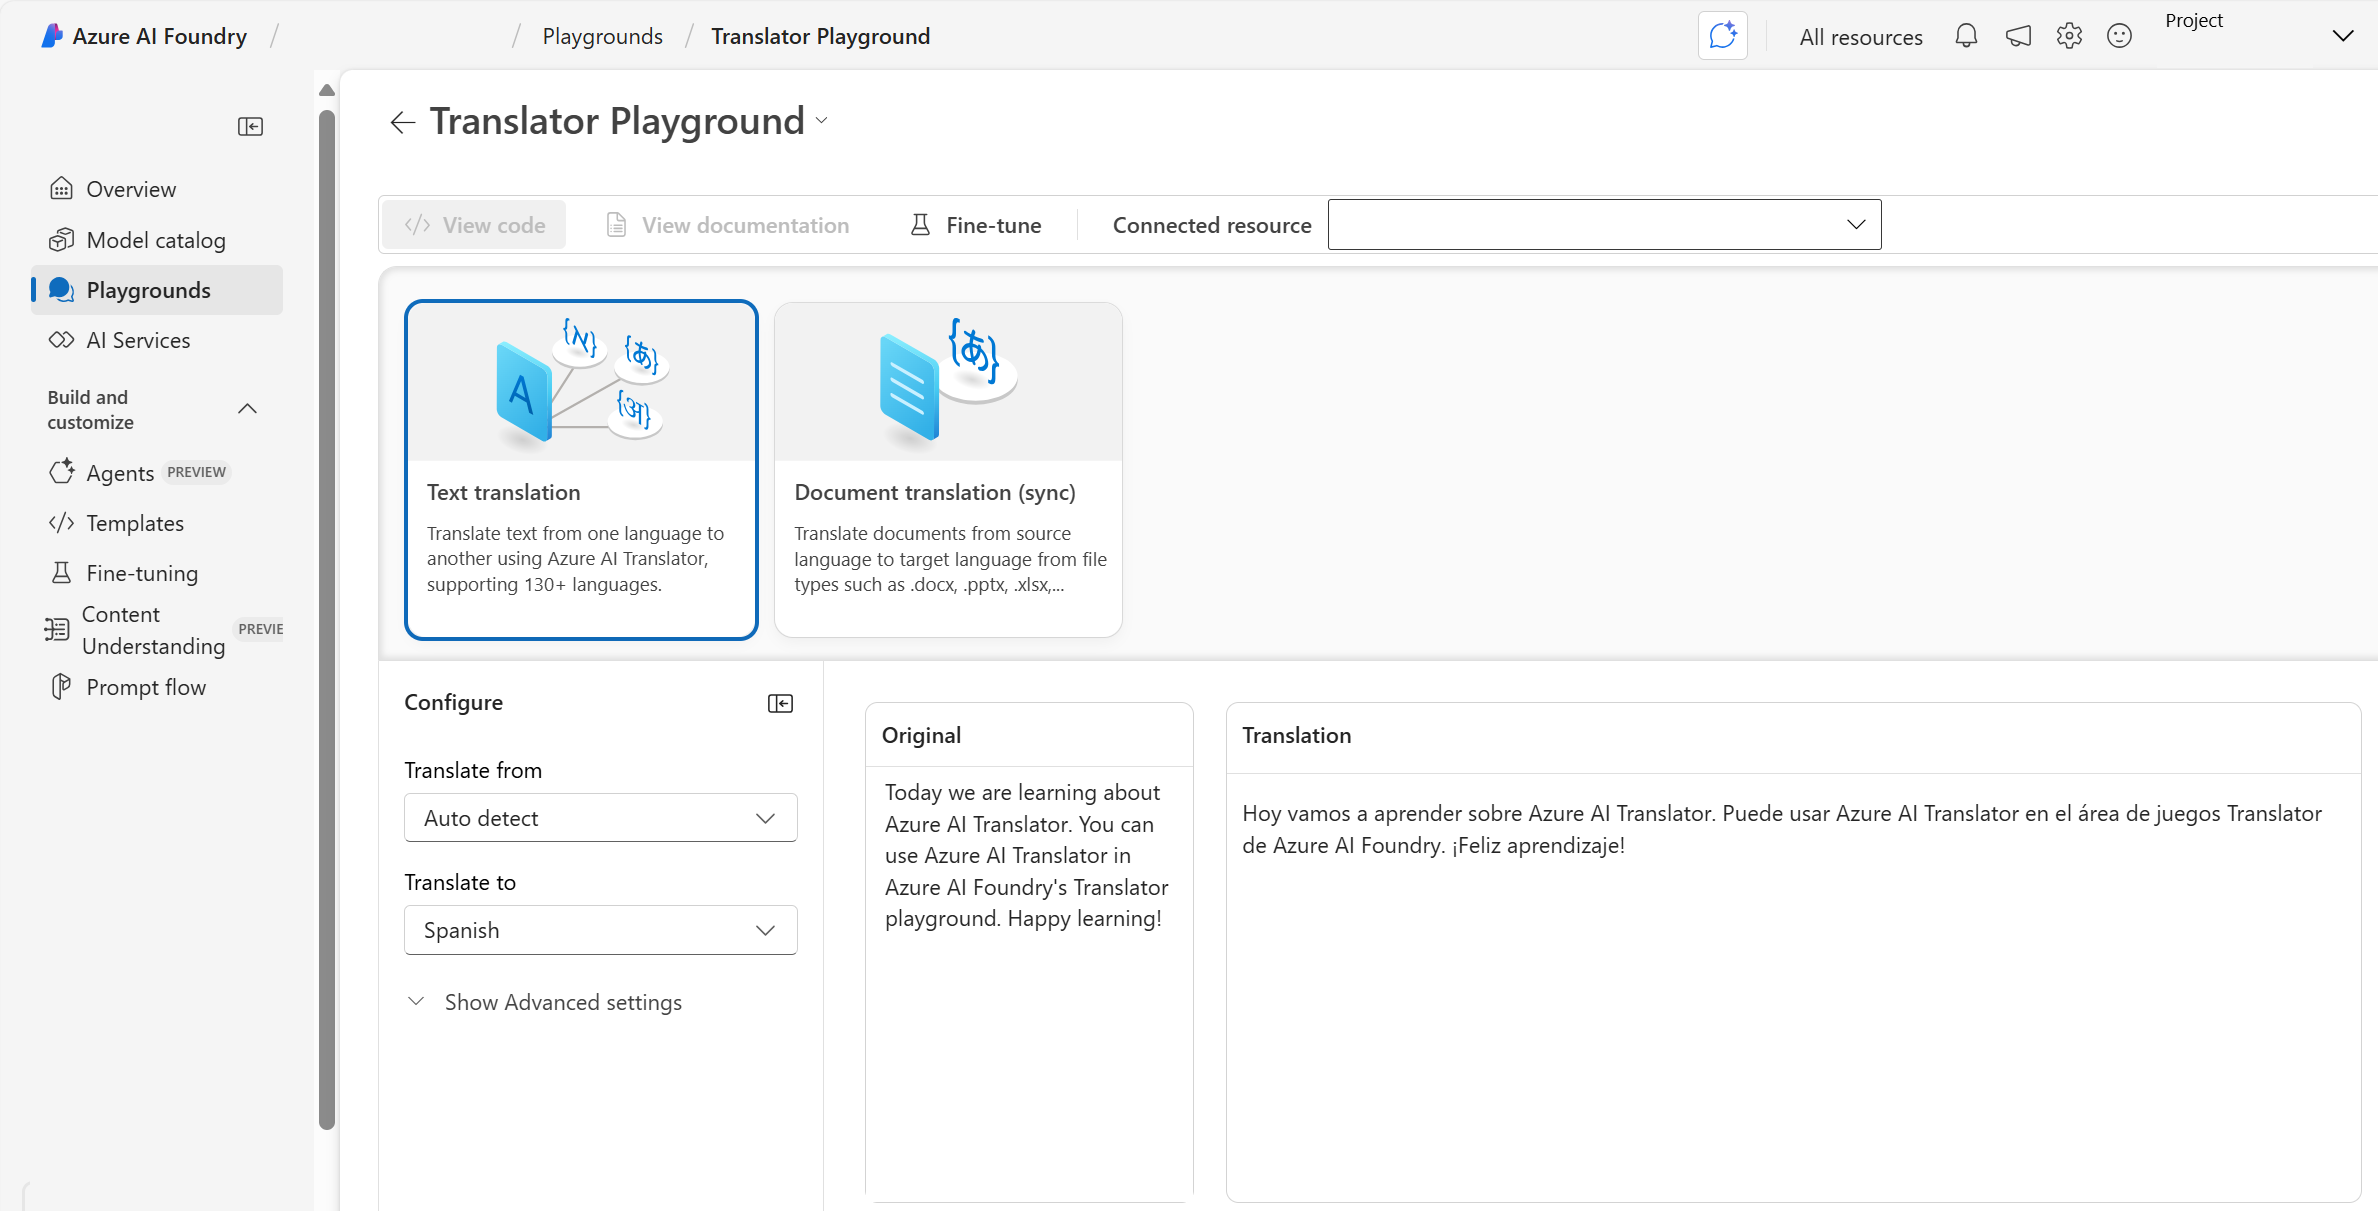 Azure AI Foundry / / Playgrounds / Translator Playground
All resources
Project
Translator Playground
Overview
Model catalog
Playgrounds
AI Services
Build and
customize
Agents PREVIEW
Templates
Fine-tuning
Content
Understanding PREVIE
Prompt flow
</> View code
View documentation
Fine-tune
Connected resource
A
{א}
{あ}
{अ}
Text translation
Translate text from one language to
another using Azure AI Translator,
supporting 130+ languages.
{あ}
Document translation (sync)
Translate documents from source
language to target language from file
types such as .docx, .pptx, .xlsx,...
Configure
Translate from
Auto detect
Translate to
Spanish
Show Advanced settings
Original
Today we are learning about
Azure AI Translator. You can
use Azure AI Translator in
Azure AI Foundry's Translator
playground. Happy learning!
Translation
Hoy vamos a aprender sobre Azure AI Translator. Puede usar Azure AI Translator en el área de juegos Translator
de Azure AI Foundry. ¡Feliz aprendizaje!